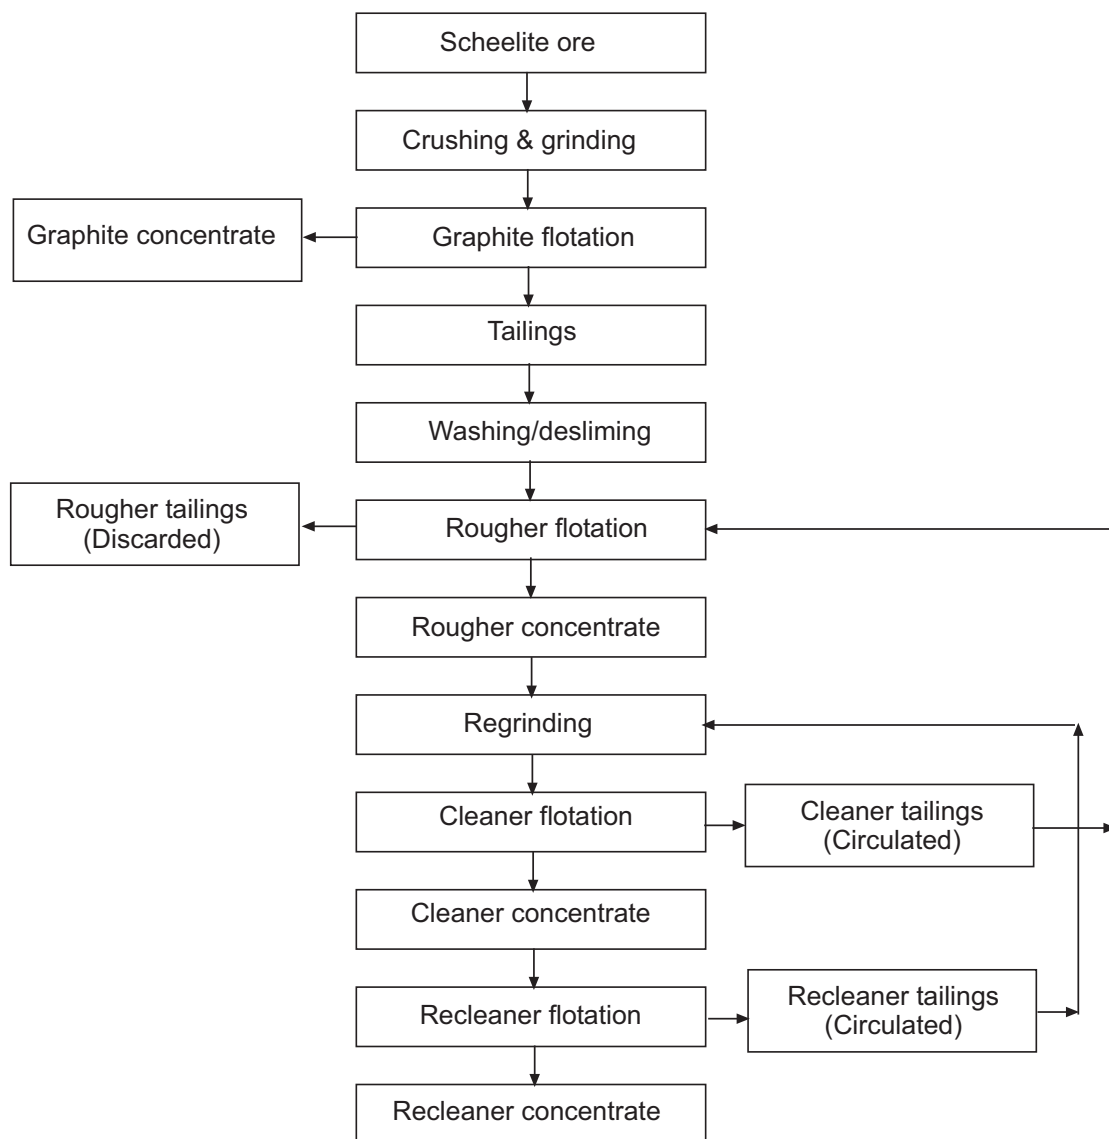 Scheelite ore
Crushing & grinding
Graphite concentrate
Graphite flotation
Tailings
Washing/desliming
Rougher tailings
(Discarded)
Rougher flotation
Rougher concentrate
Regrinding
Cleaner flotation
Cleaner tailings
(Circulated)
Cleaner concentrate
Recleaner flotation
Recleaner tailings
(Circulated)
Recleaner concentrate